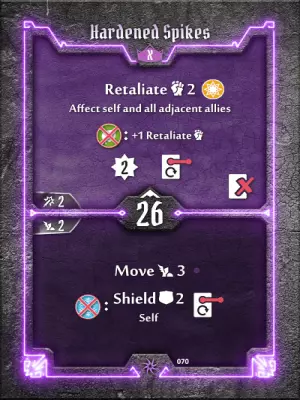 Hardened Spikes
X
Retaliate 2
Affect self and all adjacent allies
: +1 Retaliate
2
2
26
2
Move 3
: Shield 2
Self
070